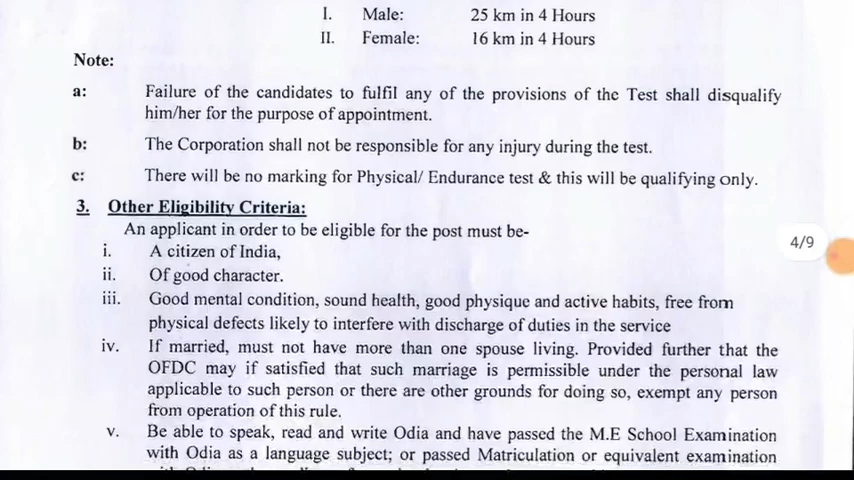 I. Male: 25 km in 4 Hours
II. Female: 16 km in 4 Hours
Note:
a: Failure of the candidates to fulfil any of the provisions of the Test shall disqualify
him/her for the purpose of appointment.
b: The Corporation shall not be responsible for any injury during the test.
c: There will be no marking for Physical/ Endurance test & this will be qualifying only.
3. Other Eligibility Criteria:
An applicant in order to be eligible for the post must be-
i. A citizen of India,
4/9
ii. Of good character.
iii. Good mental condition, sound health, good physique and active habits, free from
physical defects likely to interfere with discharge of duties in the service
iv. If married, must not have more than one spouse living. Provided further that the
OFDC may if satisfied that such marriage is permissible under the personal law
applicable to such person or there are other grounds for doing so, exempt any person
from operation of this rule.
v. Be able to speak, read and write Odia and have passed the M.E School Examination
with Odia as a language subject; or passed Matriculation or equivalent examination